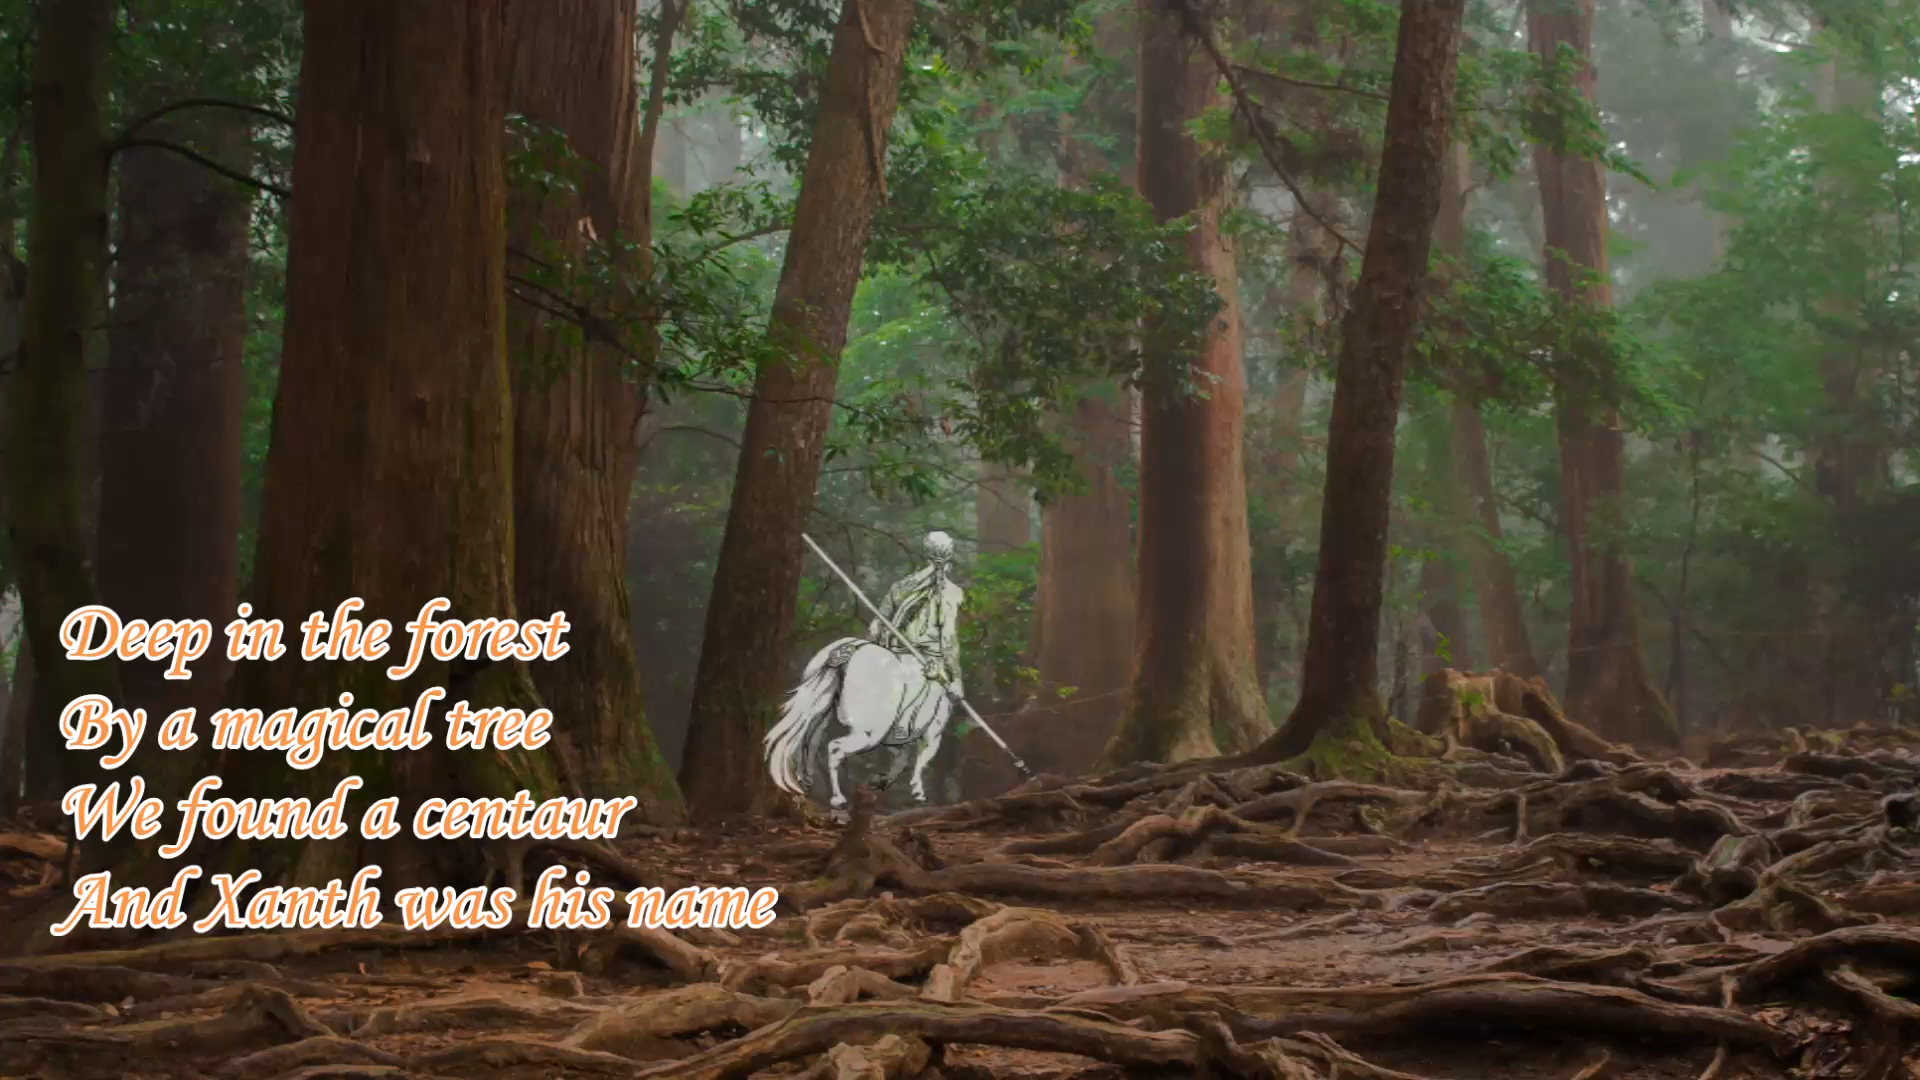 Deep in the forest
By a magical tree
We found a centaur
And Xanth was his name